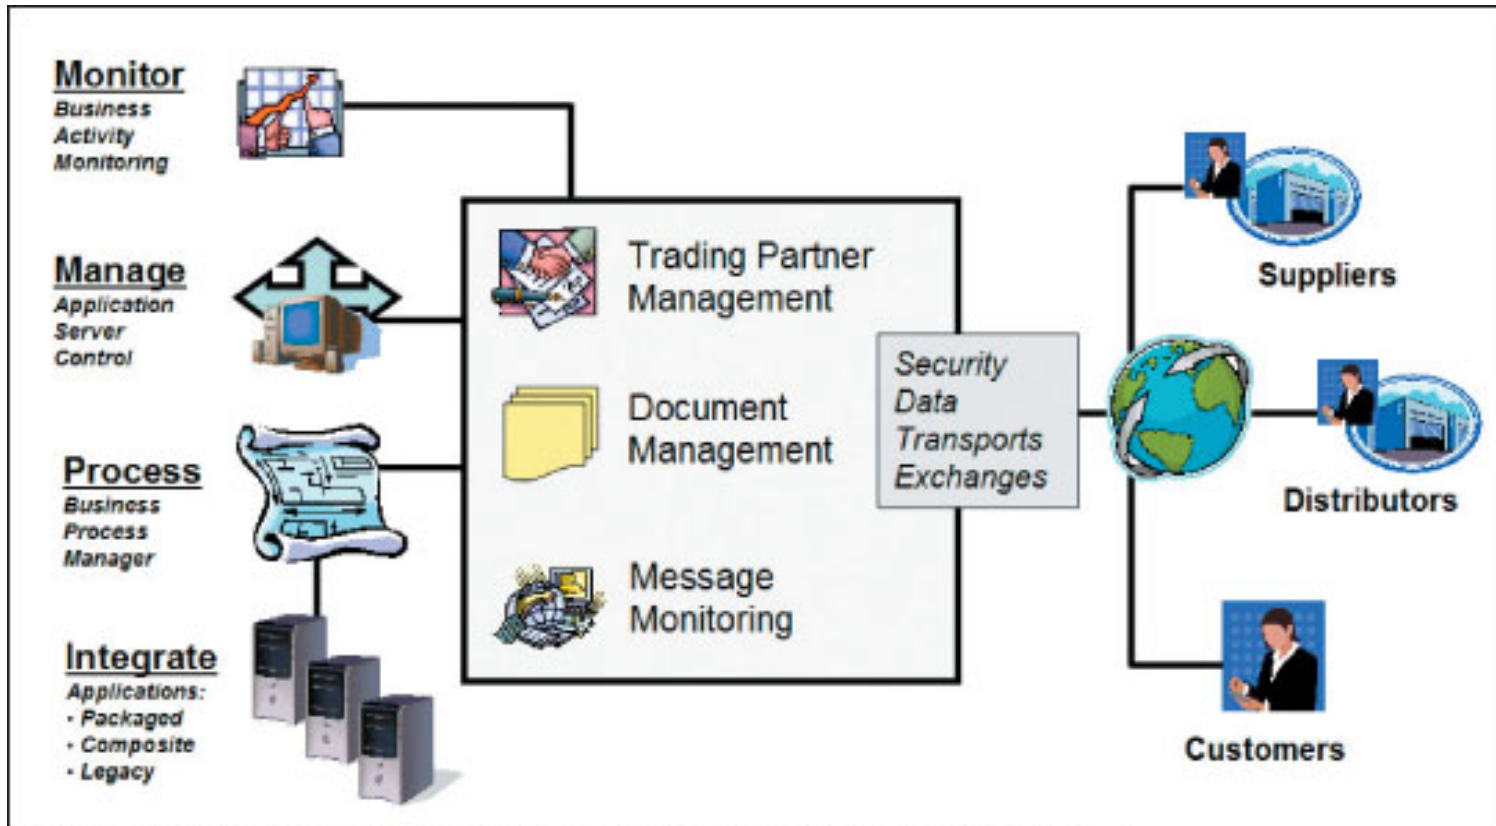 Monitor
Business
Activity
Monitoring
Manage
Application
Server
Control
Process
Business
Process
Manager
Integrate
Applications:
· Packaged
· Composite
· Legacy
Trading Partner
Management
Document
Management
Message
Monitoring
Security
Data
Transports
Exchanges
Suppliers
Distributors
Customers